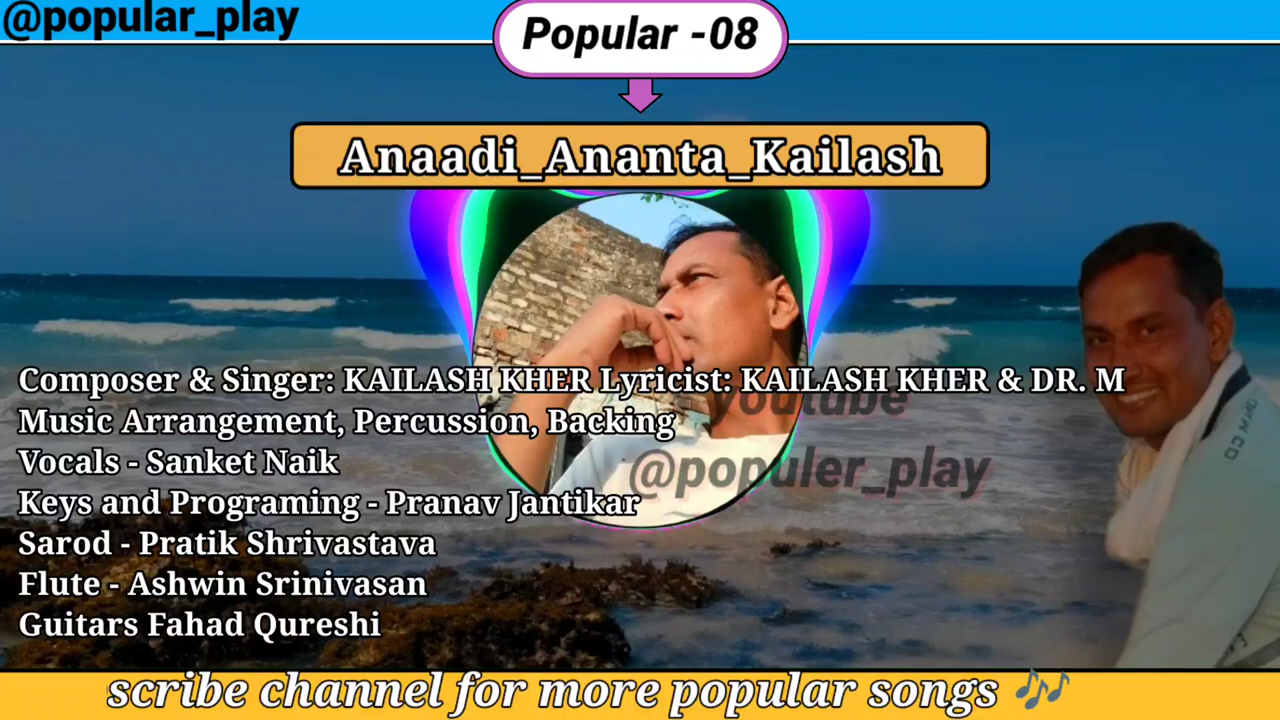 @popular_play
Popular -08
Anaadi_Ananta_Kailash
Composer & Singer: KAILASH KHER Lyricist: KAILASH KHER & DR. M
youtube
Music Arrangement, Percussion, Backing
Vocals - Sanket Naik
@populer_play
Keys and Programing - Pranav Jantikar
Sarod - Pratik Shrivastava
Flute - Ashwin Srinivasan
Guitars Fahad Qureshi
scribe channel for more popular songs 🎶